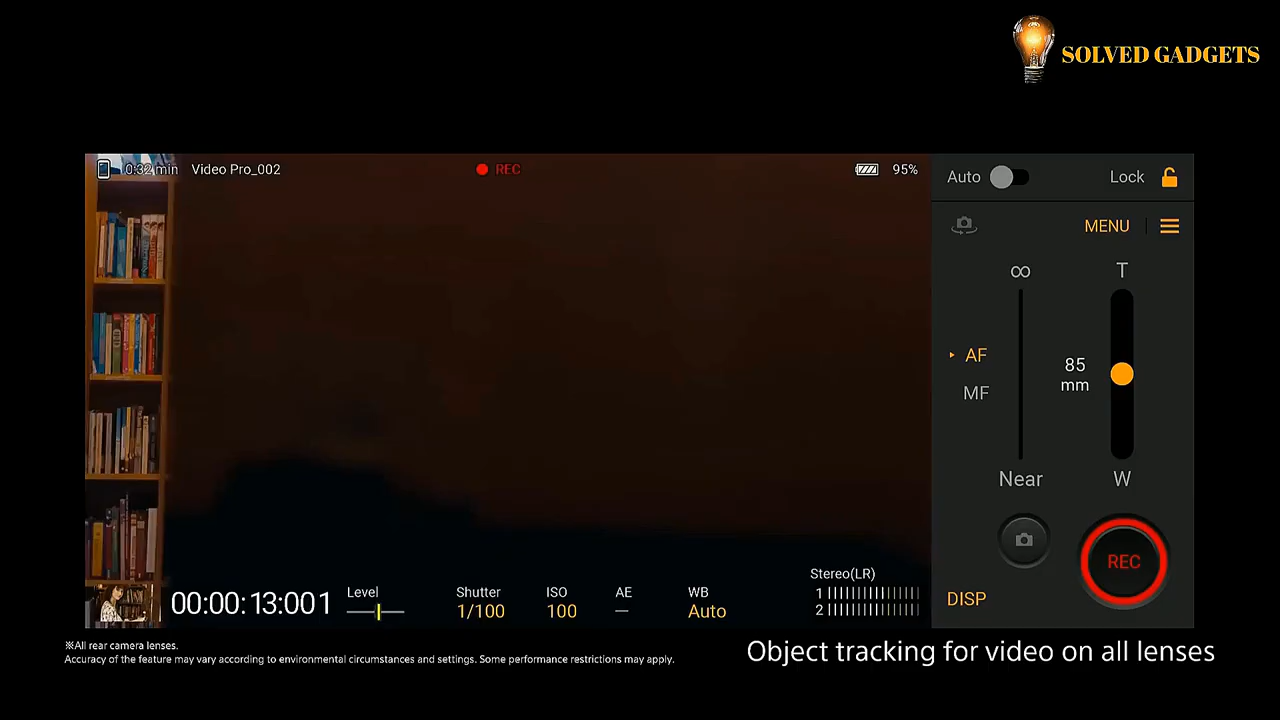 SOLVED GADGETS
0:32 min Video Pro_002 REC 95%
Auto Lock
MENU
∞ T
AF
MF
85
mm
Near W
REC
DISP
Stereo(LR)
1
2
00:00:13:001
Level Shutter ISO AE WB
1/100 100 — Auto
※All rear camera lenses.
Accuracy of the feature may vary according to environmental circumstances and settings. Some performance restrictions may apply.
Object tracking for video on all lenses